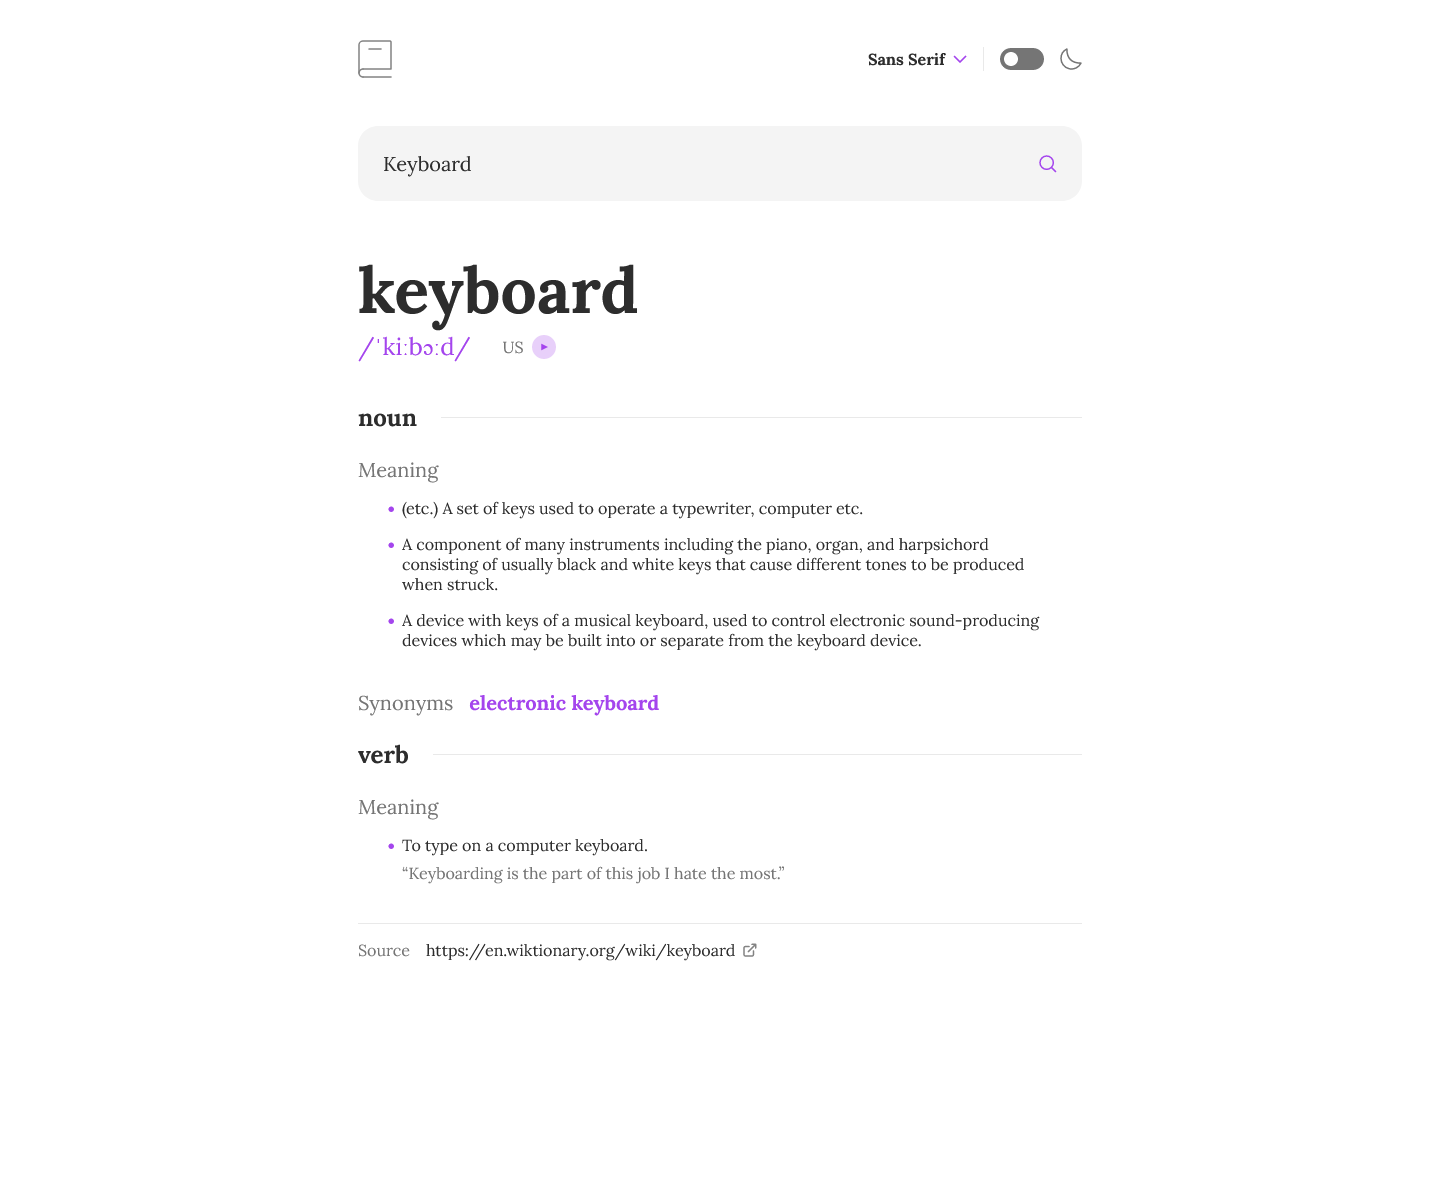 Sans Serif
Keyboard
keyboard
/ˈkiːbɔːd/
US
noun
Meaning
(etc.) A set of keys used to operate a typewriter, computer etc.
A component of many instruments including the piano, organ, and harpsichord
consisting of usually black and white keys that cause different tones to be produced
when struck.
A device with keys of a musical keyboard, used to control electronic sound-producing
devices which may be built into or separate from the keyboard device.
Synonyms electronic keyboard
verb
Meaning
To type on a computer keyboard.
“Keyboarding is the part of this job I hate the most.”
Source https://en.wiktionary.org/wiki/keyboard